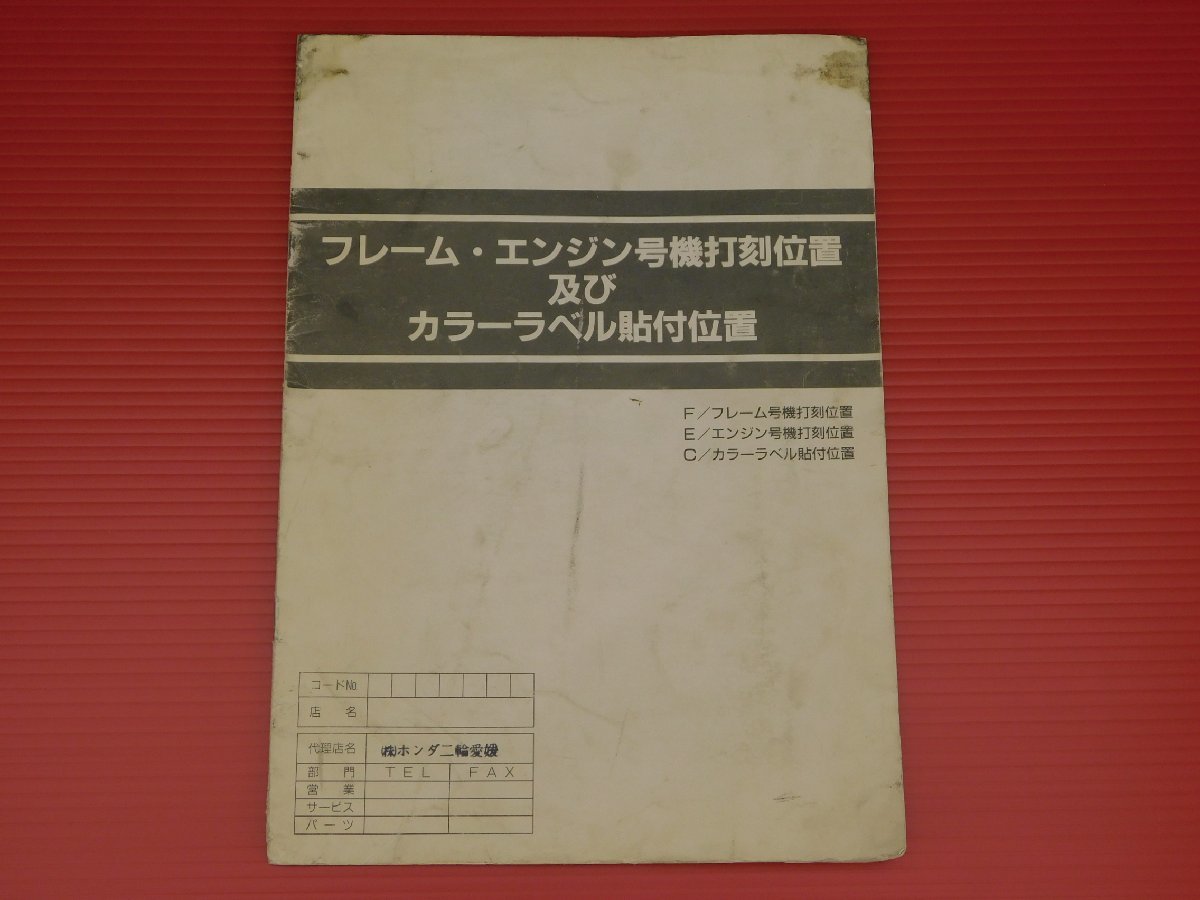 フレーム・エンジン号機打刻位置
及び
カラーラベル貼付位置
F/フレーム号機打刻位置
E/エンジン号機打刻位置
C/カラーラベル貼付位置
コードNo
店 名
代理店名 ㈱ホンダ二輪愛媛
部 門 TEL FAX
営 業
サービス
パーツ